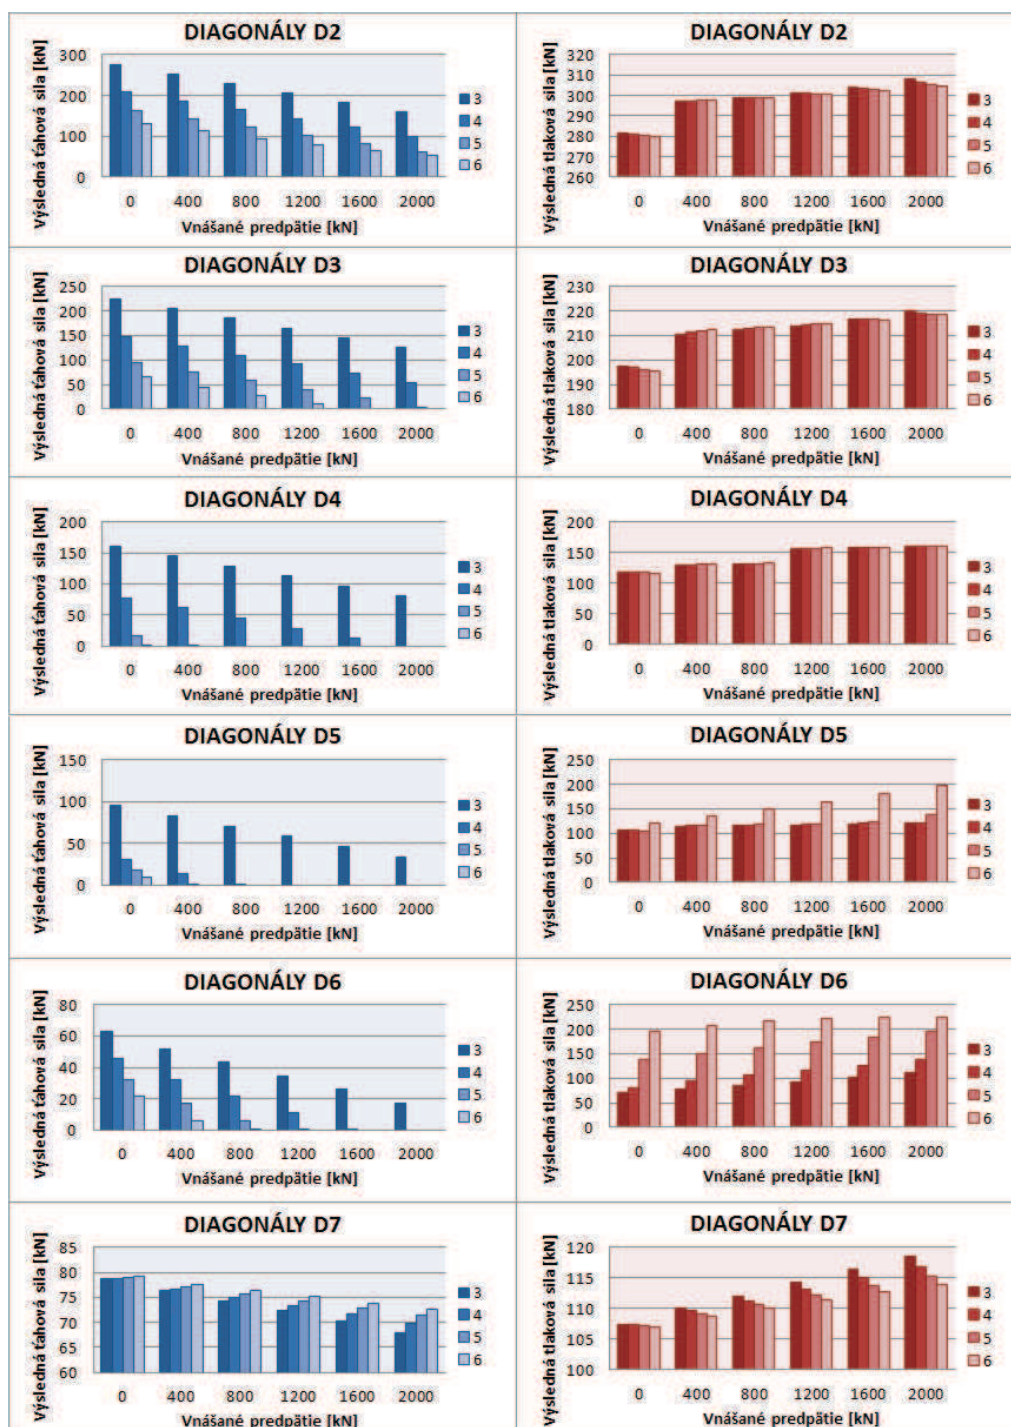 DIAGONÁLY D2
Výsledná ťahová sila [kN]
300
200
100
0
0 400 800 1200 1600 2000
Vnášané predpätie [kN]
3
4
5
6
DIAGONÁLY D2
Výsledná tlaková sila [kN]
320
310
300
290
280
270
260
0 400 800 1200 1600 2000
Vnášané predpätie [kN]
3
4
5
6
DIAGONÁLY D3
Výsledná ťahová sila [kN]
250
200
150
100
50
0
0 400 800 1200 1600 2000
Vnášané predpätie [kN]
3
4
5
6
DIAGONÁLY D3
Výsledná tlaková sila [kN]
230
220
210
200
190
180
0 400 800 1200 1600 2000
Vnášané predpätie [kN]
3
4
5
6
DIAGONÁLY D4
Výsledná ťahová sila [kN]
200
150
100
50
0
0 400 800 1200 1600 2000
Vnášané predpätie [kN]
3
4
5
6
DIAGONÁLY D4
Výsledná tlaková sila [kN]
200
150
100
50
0
0 400 800 1200 1600 2000
Vnášané predpätie [kN]
3
4
5
6
DIAGONÁLY D5
Výsledná ťahová sila [kN]
150
100
50
0
0 400 800 1200 1600 2000
Vnášané predpätie [kN]
3
4
5
6
DIAGONÁLY D5
Výsledná tlaková sila [kN]
250
200
150
100
50
0
0 400 800 1200 1600 2000
Vnášané predpätie [kN]
3
4
5
6
DIAGONÁLY D6
Výsledná ťahová sila [kN]
80
60
40
20
0
0 400 800 1200 1600 2000
Vnášané predpätie [kN]
3
4
5
6
DIAGONÁLY D6
Výsledná tlaková sila [kN]
250
200
150
100
50
0
0 400 800 1200 1600 2000
Vnášané predpätie [kN]
3
4
5
6
DIAGONÁLY D7
Výsledná ťahová sila [kN]
85
80
75
70
65
60
0 400 800 1200 1600 2000
Vnášané predpätie [kN]
3
4
5
6
DIAGONÁLY D7
Výsledná tlaková sila [kN]
120
115
110
105
100
0 400 800 1200 1600 2000
Vnášané predpätie [kN]
3
4
5
6